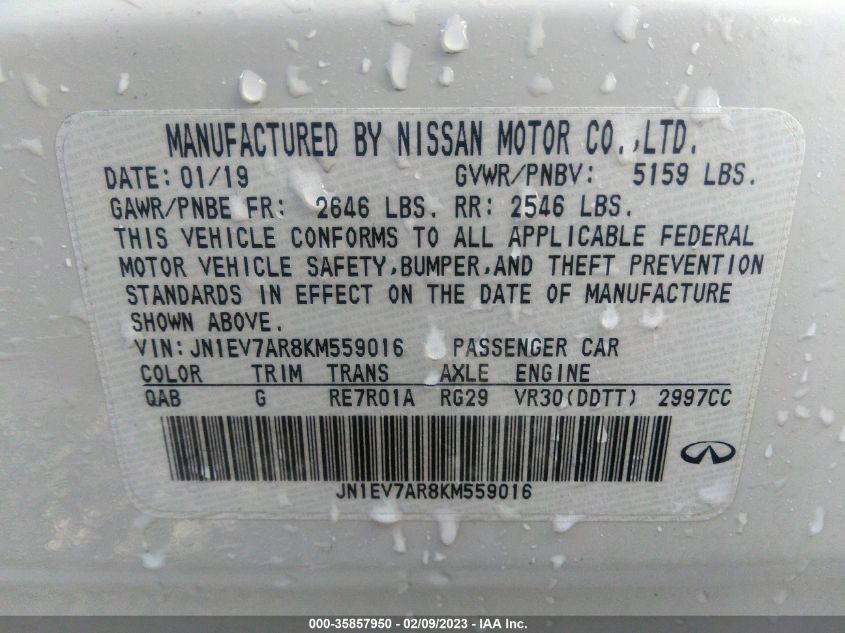 MANUFACTURED BY NISSAN MOTOR CO.,LTD.
DATE: 01/19 GVWR/PNBV: 5159 LBS.
GAWR/PNBE FR: 2646 LBS. RR: 2546 LBS.
THIS VEHICLE CONFORMS TO ALL APPLICABLE FEDERAL
MOTOR VEHICLE SAFETY,BUMPER,AND THEFT PREVENTION
STANDARDS IN EFFECT ON THE DATE OF MANUFACTURE
SHOWN ABOVE.
VIN:JN1EV7AR8KM559016 PASSENGER CAR
COLOR TRIM TRANS AXLE ENGINE
QAB G RE7R01A RG29 VR30(DDTT) 2997CC
JN1EV7AR8KM559016
000-35857950 - 02/09/2023 - IAA Inc.